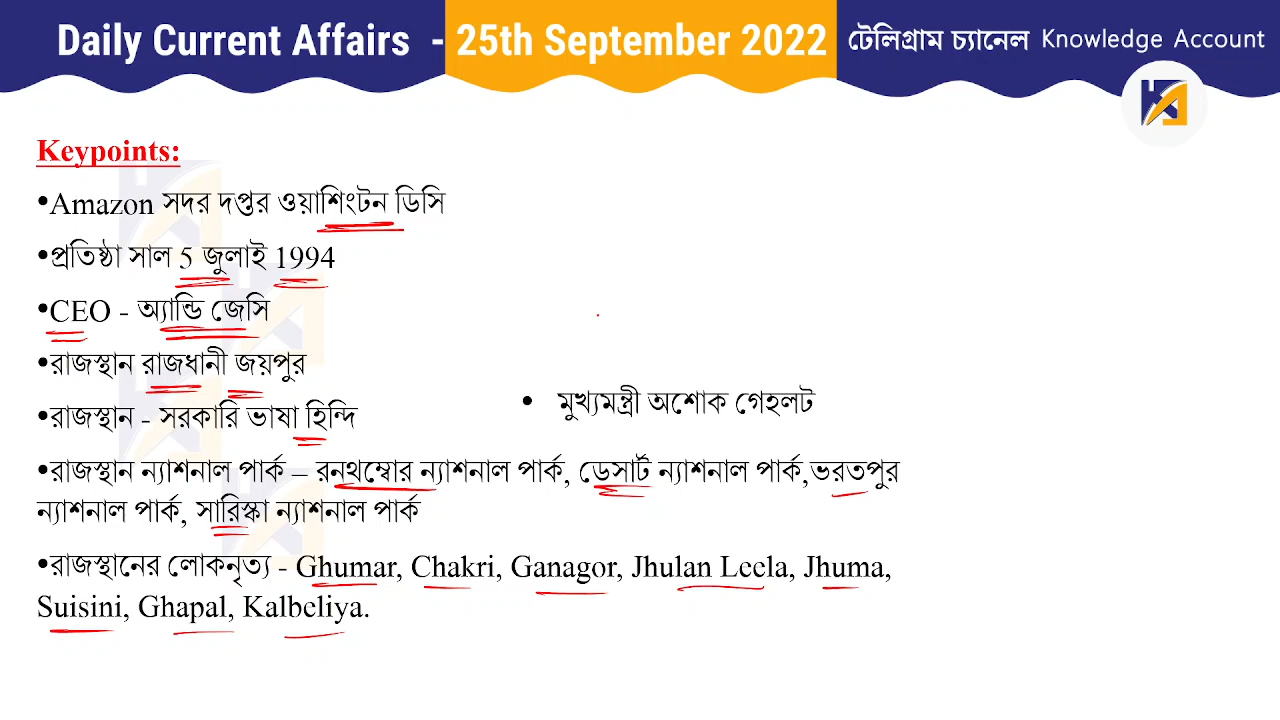 Daily Current Affairs - 25th September 2022 টেলিগ্রাম চ্যানেল Knowledge Account
Keypoints:
•Amazon সদর দপ্তর ওয়াশিংটন ডিসি
•প্রতিষ্ঠা সাল 5 জুলাই 1994
•CEO - অ্যান্ডি জেসি
•রাজস্থান রাজধানী জয়পুর
• মুখ্যমন্ত্রী অশোক গেহলট
•রাজস্থান - সরকারি ভাষা হিন্দি
•রাজস্থান ন্যাশনাল পার্ক – রনথম্বোর ন্যাশনাল পার্ক, ডেসার্ট ন্যাশনাল পার্ক,ভরতপুর
ন্যাশনাল পার্ক, সারিস্কা ন্যাশনাল পার্ক
•রাজস্থানের লোকনৃত্য - Ghumar, Chakri, Ganagor, Jhulan Leela, Jhuma,
Suisini, Ghapal, Kalbeliya.